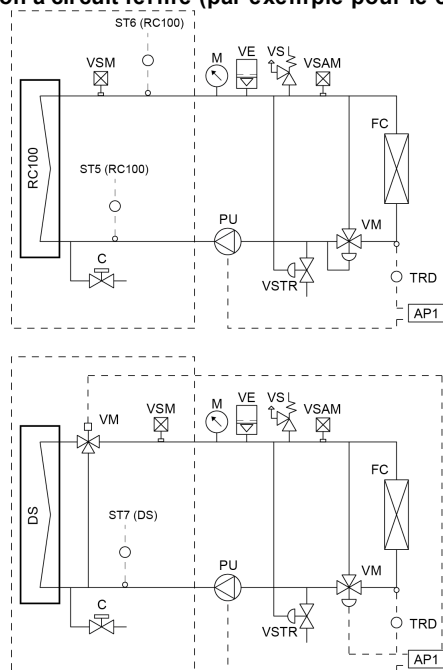 on à circuit fermé (par exemple pour le c
ST6 (RC100)
VSM
M
VE
VS
VSAM
FC
RC100
ST5 (RC100)
PU
VM
C
VSTR
TRD
AP1
VM
VSM
M
VE
VS
VSAM
FC
DS
ST7 (DS)
PU
VM
C
VSTR
TRD
AP1